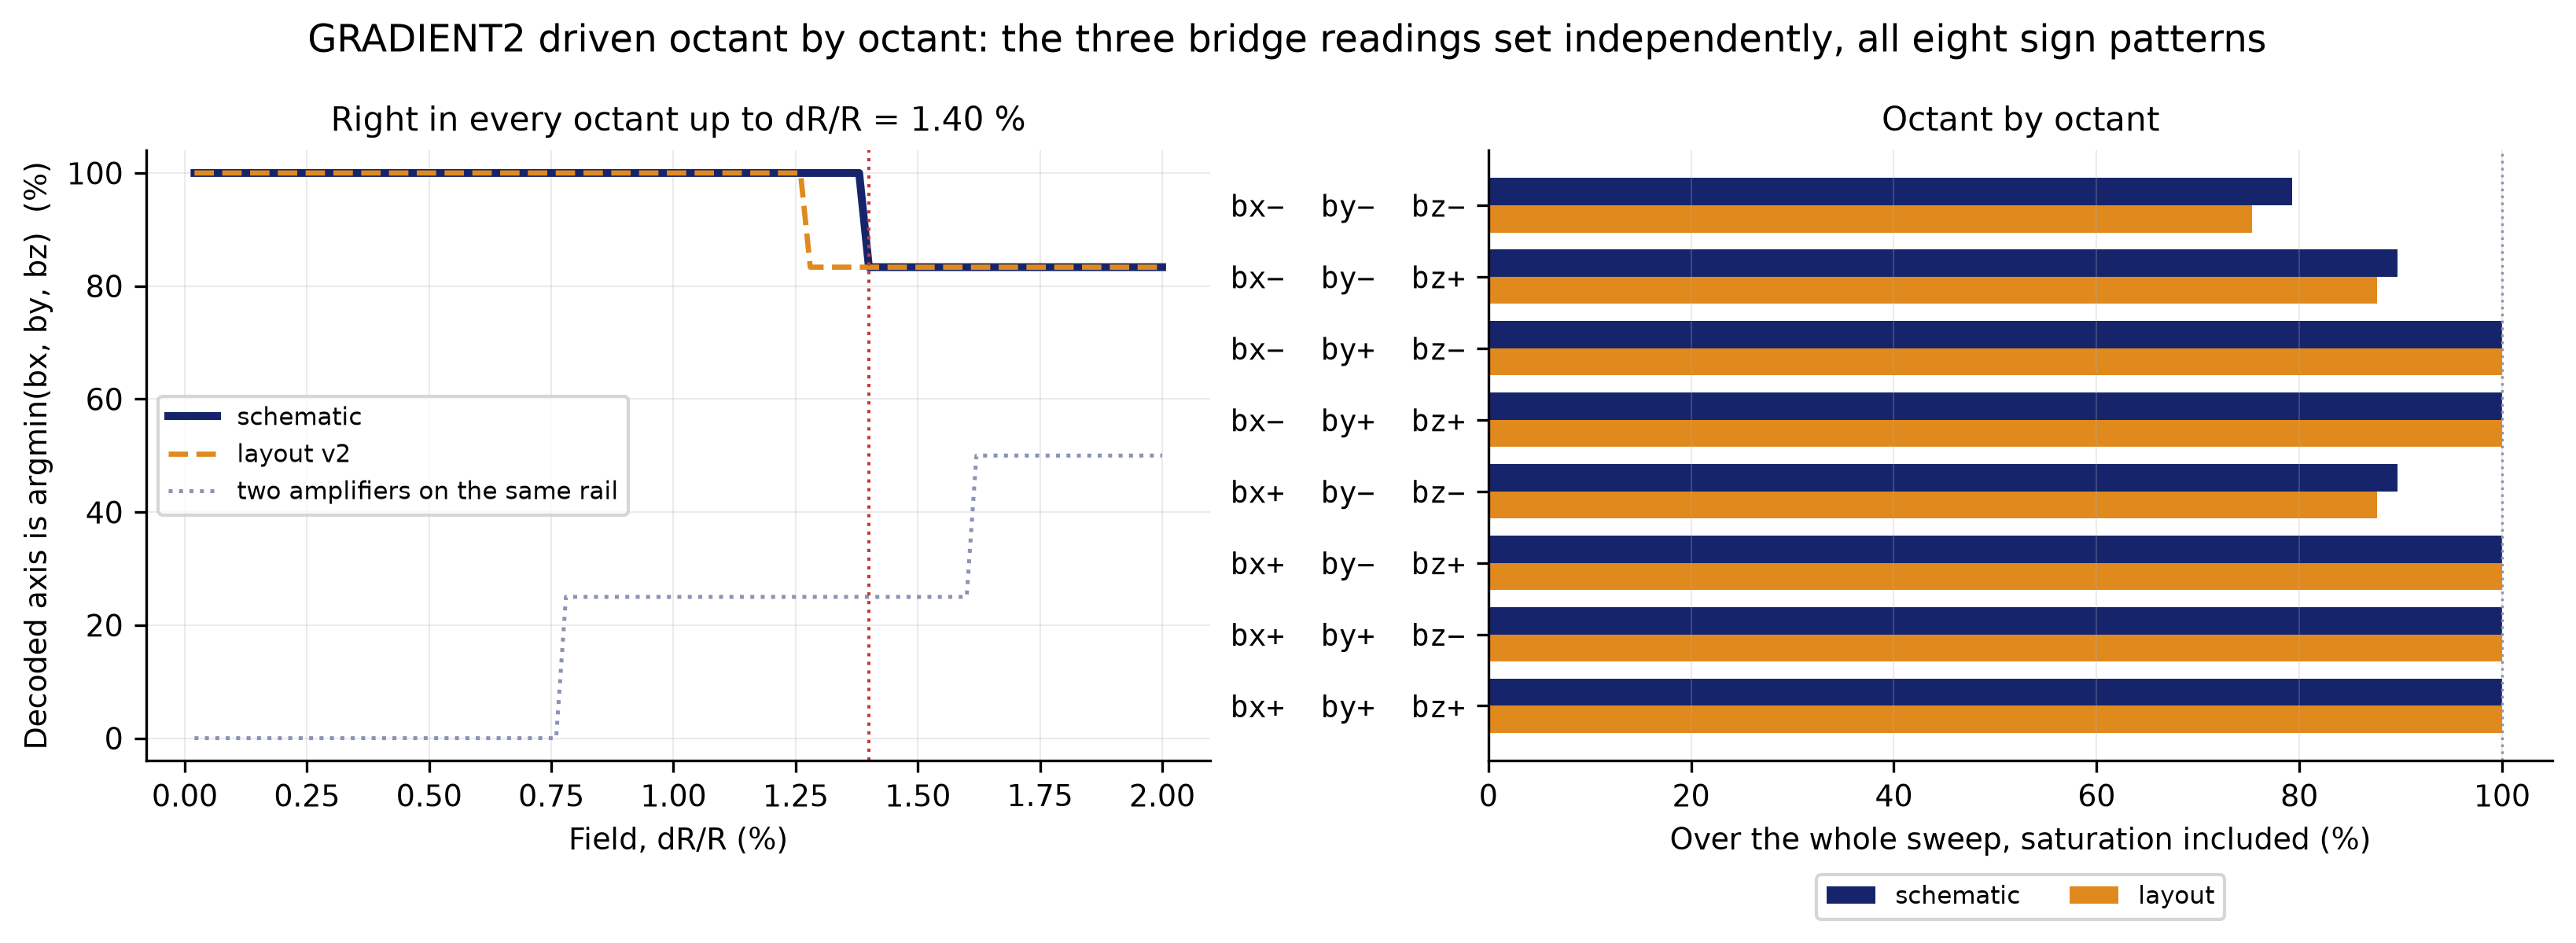 GRADIENT2 driven octant by octant: the three bridge readings set independently, all eight sign patterns
Right in every octant up to dR/R = 1.40 %
Decoded axis is argmin(bx, by, bz) (%)
100
80
60
40
20
0
schematic
layout v2
two amplifiers on the same rail
0.00 0.25 0.50 0.75 1.00 1.25 1.50 1.75 2.00
Field, dR/R (%)
Octant by octant
bx− by− bz−
bx− by− bz+
bx− by+ bz−
bx− by+ bz+
bx+ by− bz−
bx+ by− bz+
bx+ by+ bz−
bx+ by+ bz+
0 20 40 60 80 100
Over the whole sweep, saturation included (%)
schematic layout